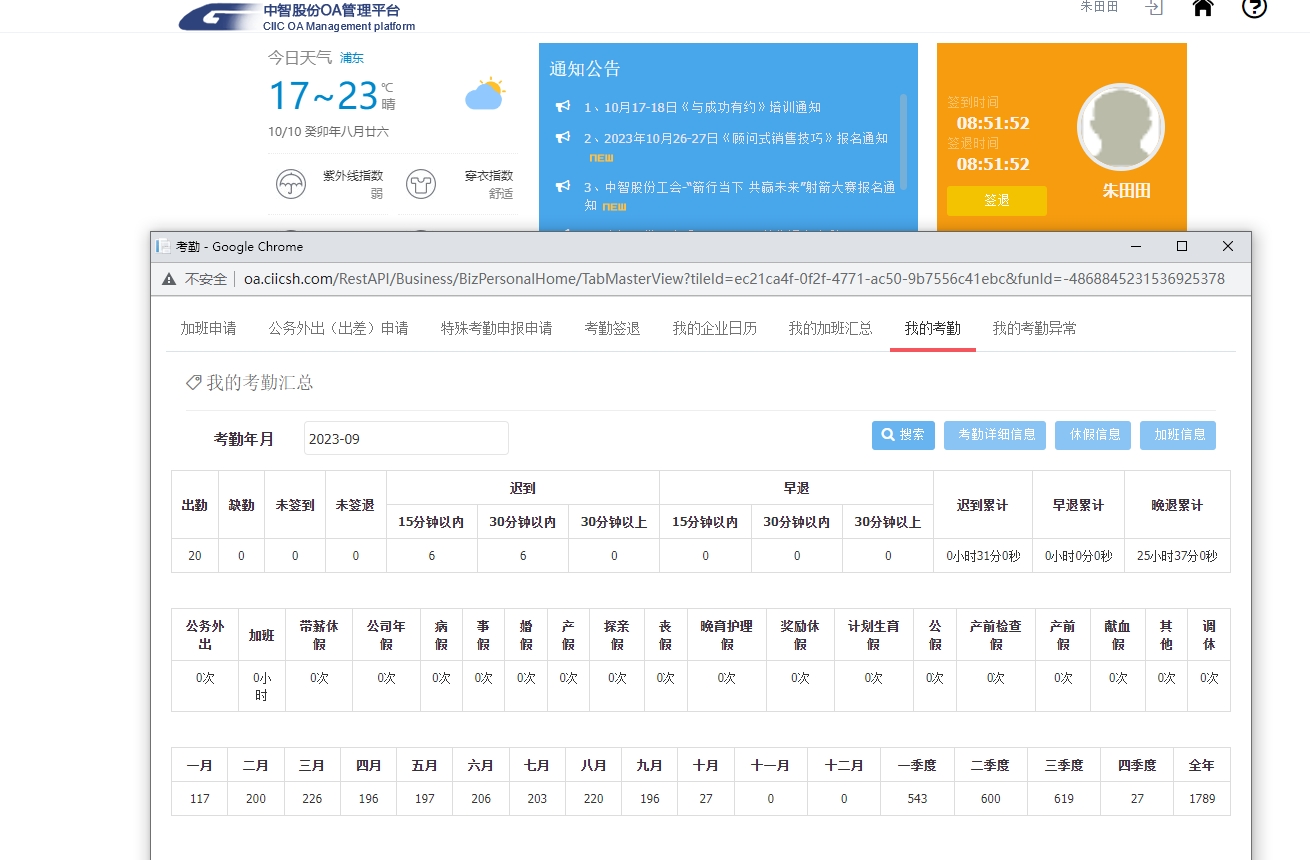 中智股份OA管理平台
CIIC OA Management platform
朱田田
今日天气 浦东
17~23 ℃ 晴
10/10 癸卯年八月廿六
紫外线指数 弱
穿衣指数 舒适
通知公告
1、10月17-18日《与成功有约》培训通知
2、2023年10月26-27日《顾问式销售技巧》报名通知
NEW
3、中智股份工会-“箭行当下 共赢未来”射箭大赛报名通
知 NEW
签到时间
08:51:52
签退时间
08:51:52
签退
朱田田
考勤 - Google Chrome
不安全 oa.ciicsh.com/RestAPI/Business/BizPersonalHome/TabMasterView?tileId=ec21ca4f-0f2f-4771-ac50-9b7556c41ebc&funId=-4868845231536925378
加班申请 公务外出（出差）申请 特殊考勤申报申请 考勤签退 我的企业日历 我的加班汇总 我的考勤 我的考勤异常
我的考勤汇总
考勤年月 2023-09 搜索 考勤详细信息 休假信息 加班信息
出勤 缺勤 未签到 未签退 迟到 早退 迟到累计 早退累计 晚退累计
15分钟以内 30分钟以内 30分钟以上 15分钟以内 30分钟以内 30分钟以上
20 0 0 0 6 6 0 0 0 0 0小时31分0秒 0小时0分0秒 25小时37分0秒
公务外出 加班 带薪休假 公司年假 病假 事假 婚假 产假 探亲假 丧假 晚育护理假 奖励休假 计划生育假 公假 产前检查假 产前假 献血假 其他 调休
0次 0小时 0次 0次 0次 0次 0次 0次 0次 0次 0次 0次 0次 0次 0次 0次 0次 0次 0次
一月 二月 三月 四月 五月 六月 七月 八月 九月 十月 十一月 十二月 一季度 二季度 三季度 四季度 全年
117 200 226 196 197 206 203 220 196 27 0 0 543 600 619 27 1789